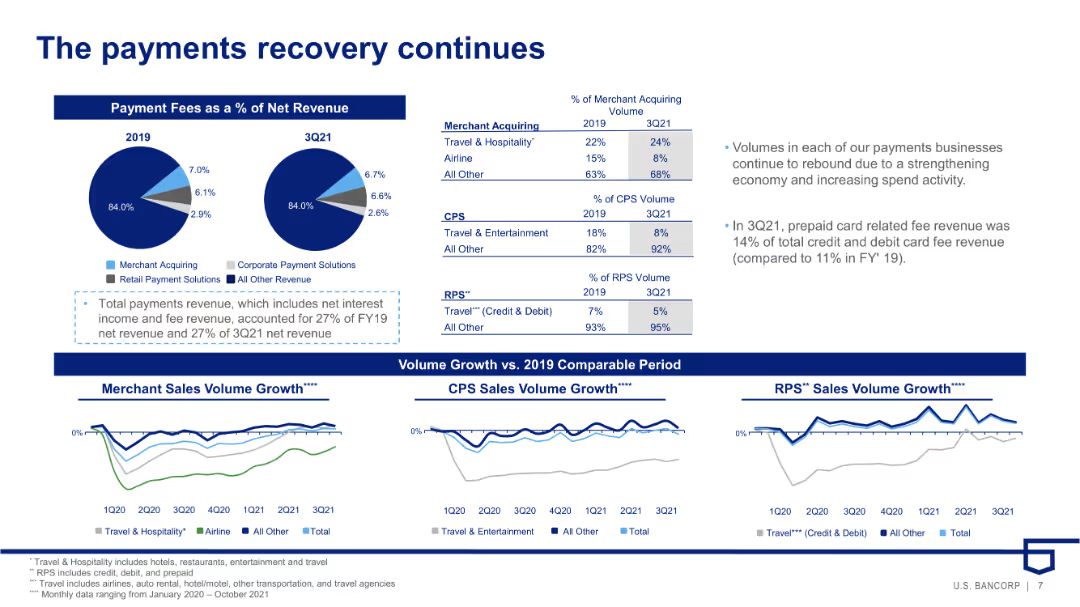 The payments recovery continues
Payment Fees as a % of Net Revenue
2019
3Q21
7.0%
6.1%
2.9%
84.0%
6.7%
6.6%
2.6%
84.0%
Merchant Acquiring
Corporate Payment Solutions
Retail Payment Solutions
All Other Revenue
• Total payments revenue, which includes net interest
income and fee revenue, accounted for 27% of FY19
net revenue and 27% of 3Q21 net revenue
% of Merchant Acquiring
Volume
Merchant Acquiring 2019 3Q21
Travel & Hospitality* 22% 24%
Airline 15% 8%
All Other 63% 68%
% of CPS Volume
CPS 2019 3Q21
Travel & Entertainment 18% 8%
All Other 82% 92%
% of RPS Volume
RPS** 2019 3Q21
Travel*** (Credit & Debit) 7% 5%
All Other 93% 95%
• Volumes in each of our payments businesses
continue to rebound due to a strengthening
economy and increasing spend activity.
• In 3Q21, prepaid card related fee revenue was
14% of total credit and debit card fee revenue
(compared to 11% in FY' 19).
Volume Growth vs. 2019 Comparable Period
Merchant Sales Volume Growth****
0%
1Q20 2Q20 3Q20 4Q20 1Q21 2Q21 3Q21
Travel & Hospitality* Airline All Other Total
CPS Sales Volume Growth****
0%
1Q20 2Q20 3Q20 4Q20 1Q21 2Q21 3Q21
Travel & Entertainment All Other Total
RPS** Sales Volume Growth****
0%
1Q20 2Q20 3Q20 4Q20 1Q21 2Q21 3Q21
Travel*** (Credit & Debit) All Other Total
* Travel & Hospitality includes hotels, restaurants, entertainment and travel
** RPS includes credit, debit, and prepaid
*** Travel includes airlines, auto rental, hotel/motel, other transportation, and travel agencies
**** Monthly data ranging from January 2020 – October 2021
U.S. BANCORP | 7